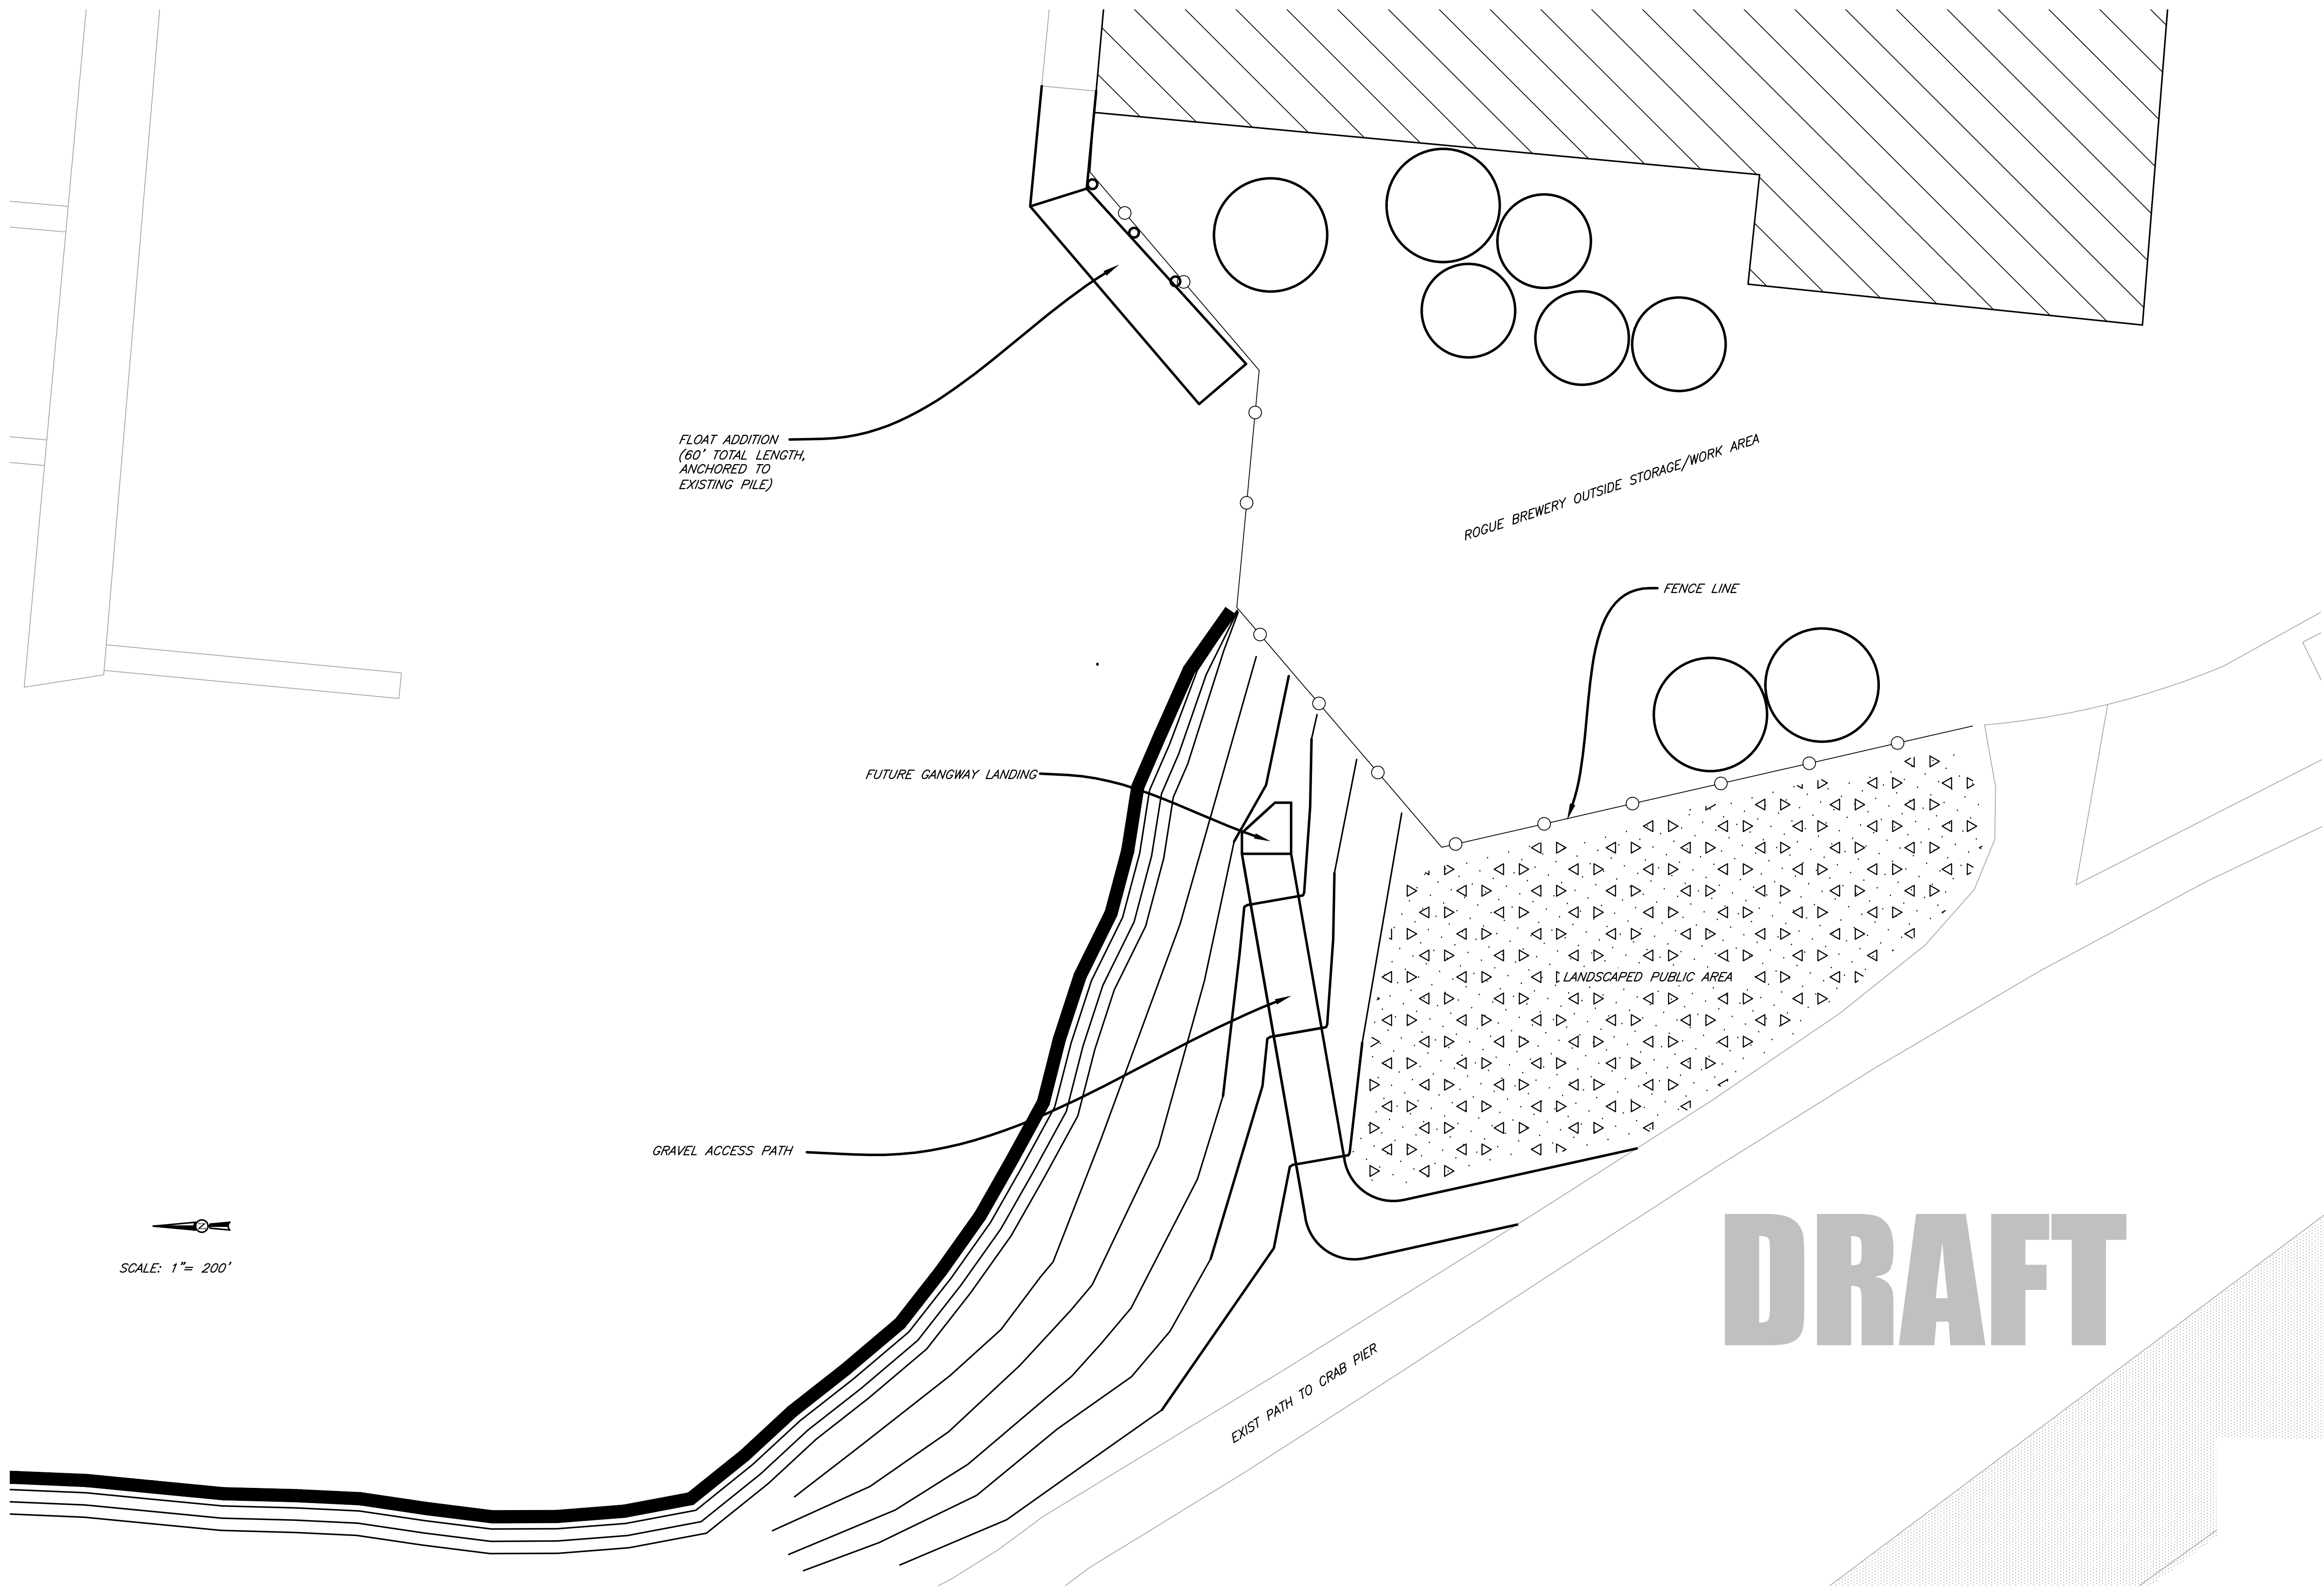 FLOAT ADDITION
(60' TOTAL LENGTH,
ANCHORED TO
EXISTING PILE)
ROGUE BREWERY OUTSIDE STORAGE/WORK AREA
FENCE LINE
FUTURE GANGWAY LANDING
LANDSCAPED PUBLIC AREA
GRAVEL ACCESS PATH
N
SCALE: 1"= 200'
DRAFT
EXIST PATH TO CRAB PIER